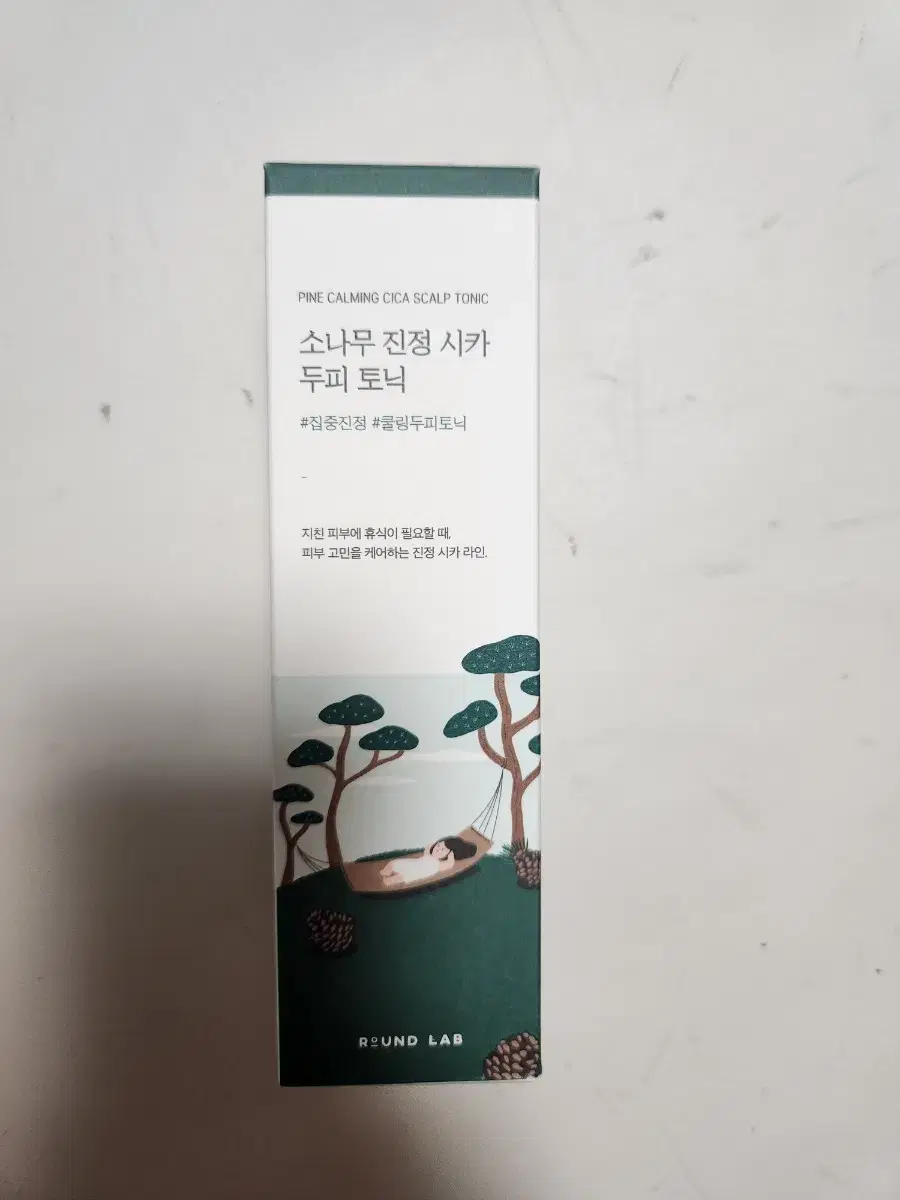 PINE CALMING CICA SCALP TONIC
소나무 진정 시카
두피 토닉
#집중진정 #쿨링두피토닉
-
지친 피부에 휴식이 필요할 때,
피부 고민을 케어하는 진정 시카 라인.
ROUND LAB